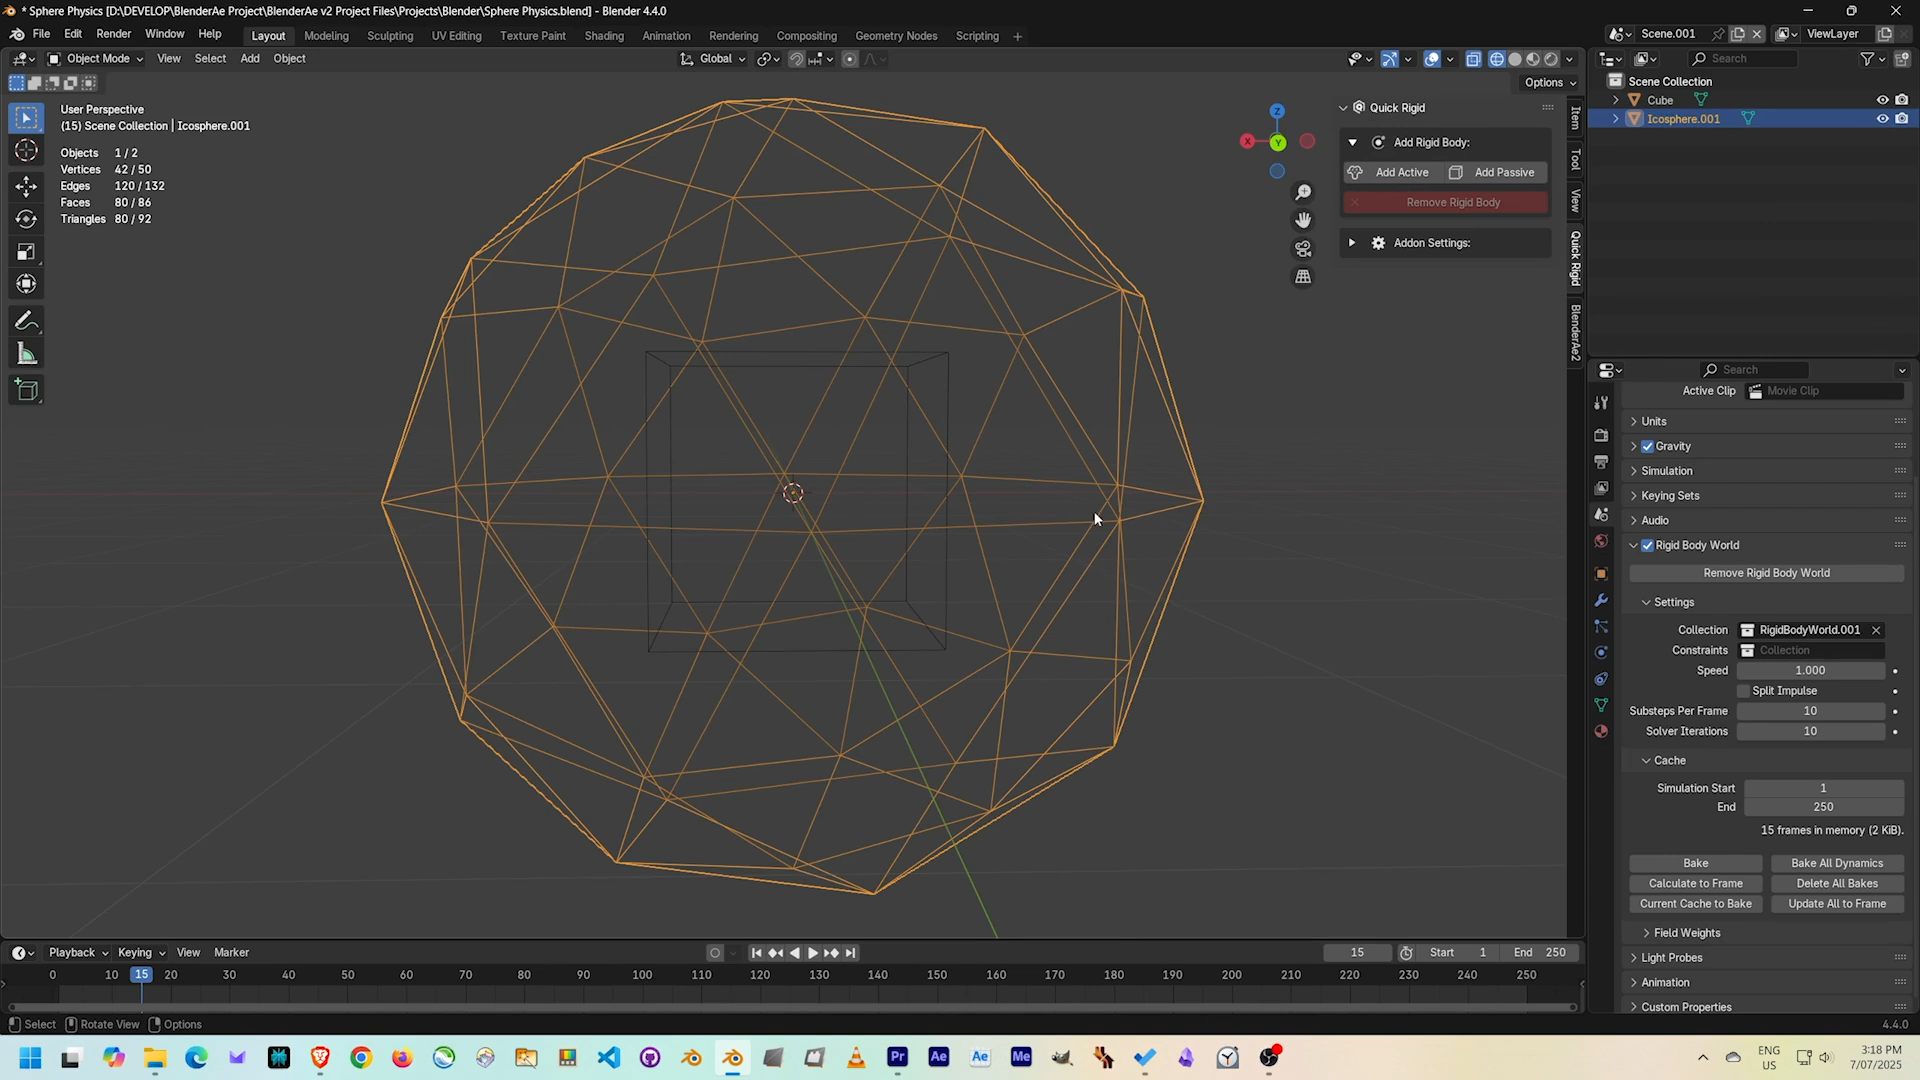 * Sphere Physics [D:\DEVELOP\BlenderAe Project\BlenderAe v2 Project Files\Projects\Blender\Sphere Physics.blend] - Blender 4.4.0
File Edit Render Window Help
Layout Modeling Sculpting UV Editing Texture Paint Shading Animation Rendering Compositing Geometry Nodes Scripting +
Scene.001
ViewLayer
Object Mode View Select Add Object
Global
Search
Options
User Perspective
(15) Scene Collection | Icosphere.001
Objects 1 / 2
Vertices 42 / 50
Edges 120 / 132
Faces 80 / 86
Triangles 80 / 92
Z
X
Y
Quick Rigid
Add Rigid Body:
Add Active
Add Passive
Remove Rigid Body
Addon Settings:
Item
Tool
View
Quick Rigid
BlenderAe2
Scene Collection
Cube
Icosphere.001
Search
Active Clip Movie Clip
Units
Gravity
Simulation
Keying Sets
Audio
Rigid Body World
Remove Rigid Body World
Settings
Collection RigidBodyWorld.001
Constraints Collection
Speed 1.000
Split Impulse
Substeps Per Frame 10
Solver Iterations 10
Cache
Simulation Start 1
End 250
15 frames in memory (2 KiB).
Bake Bake All Dynamics
Calculate to Frame Delete All Bakes
Current Cache to Bake Update All to Frame
Field Weights
Light Probes
Animation
Custom Properties
Playback Keying View Marker
15
Start 1
End 250
0 10 15 20 30 40 50 60 70 80 90 100 110 120 130 140 150 160 170 180 190 200 210 220 230 240 250
Select Rotate View Options
4.4.0
Pr Ae Ae Me
ENG
US
3:18 PM
7/07/2025